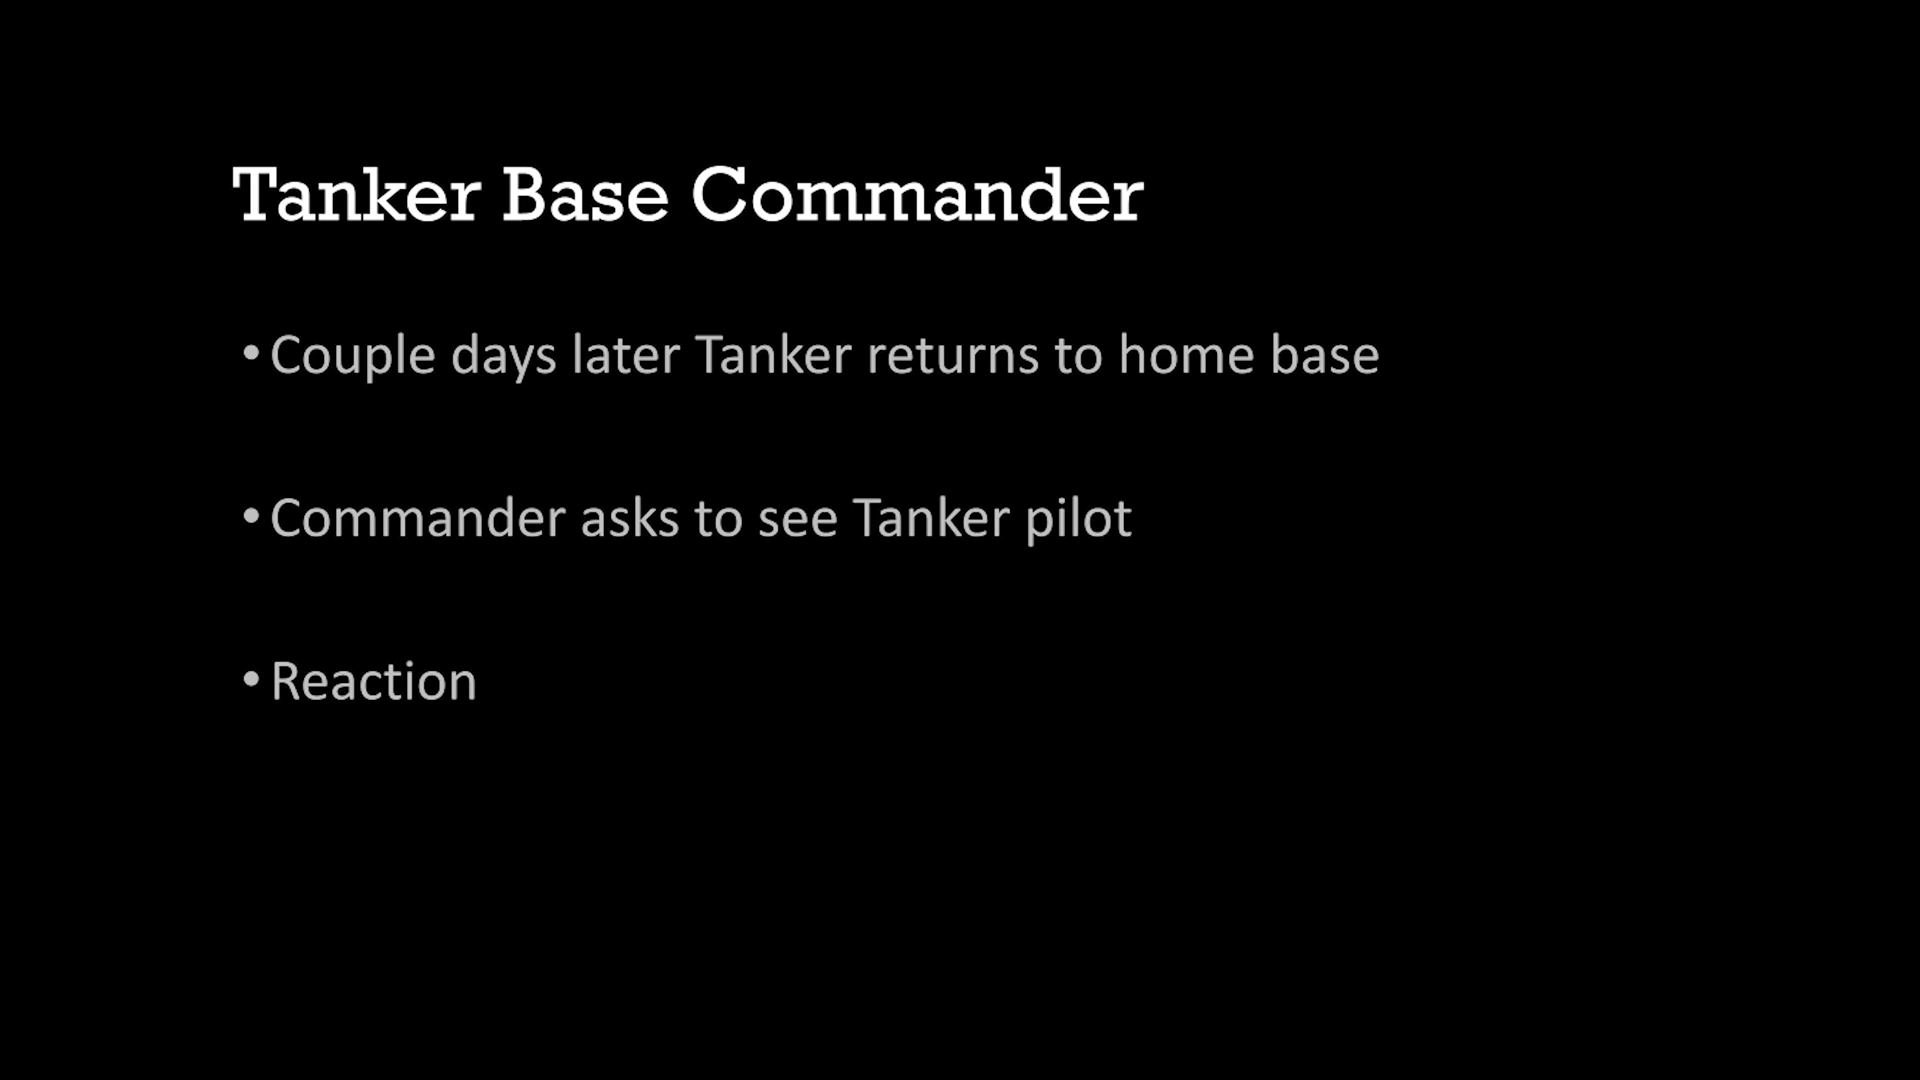 Tanker Base Commander
• Couple days later Tanker returns to home base
• Commander asks to see Tanker pilot
• Reaction